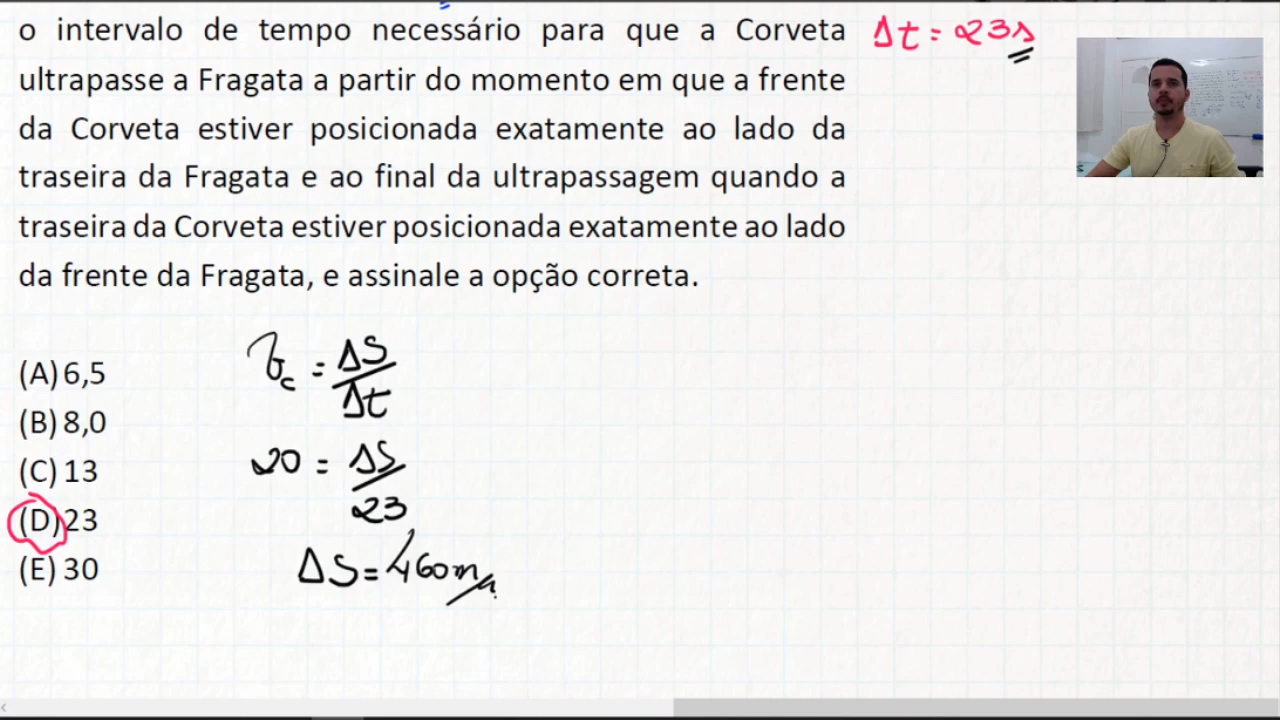 o intervalo de tempo necessário para que a Corveta
ultrapasse a Fragata a partir do momento em que a frente
da Corveta estiver posicionada exatamente ao lado da
traseira da Fragata e ao final da ultrapassagem quando a
traseira da Corveta estiver posicionada exatamente ao lado
da frente da Fragata, e assinale a opção correta.
Δt = 23s
(A) 6,5
(B) 8,0
(C) 13
(D) 23
(E) 30
v_c = ΔS/Δt
20 = ΔS/23
ΔS = 460m